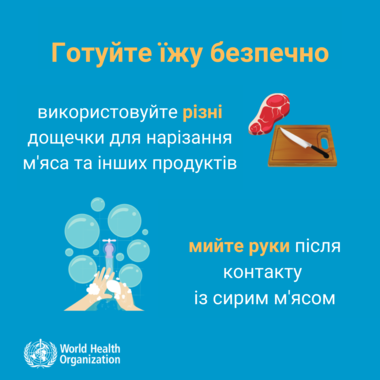 Готуйте їжу безпечно
використовуйте різні
дощечки для нарізання
м'яса та інших продуктів
мийте руки після
контакту
із сирим м'ясом
World Health
Organization